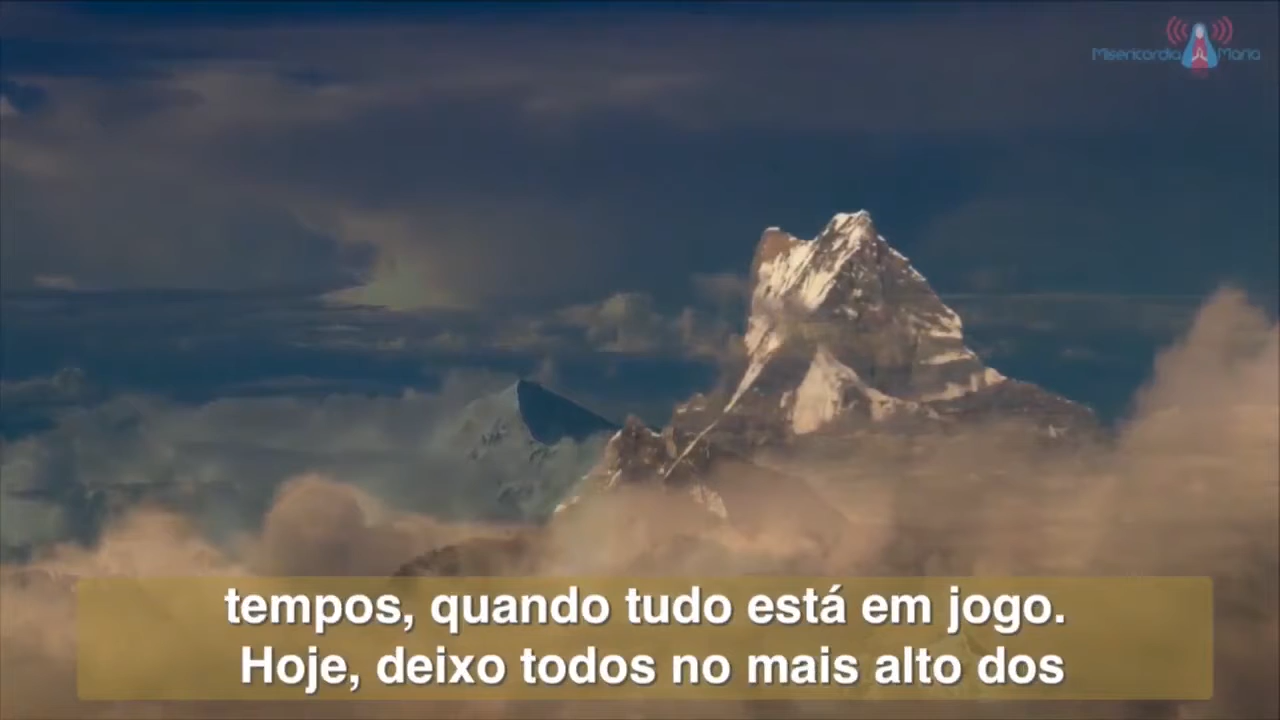 Misericordia Maria
tempos, quando tudo está em jogo.
Hoje, deixo todos no mais alto dos